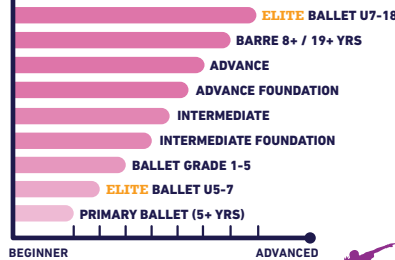 ELITE BALLET U7-18
BARRE 8+ / 19+ YRS
ADVANCE
ADVANCE FOUNDATION
INTERMEDIATE
INTERMEDIATE FOUNDATION
BALLET GRADE 1-5
ELITE BALLET U5-7
PRIMARY BALLET (5+ YRS)
BEGINNER ADVANCED